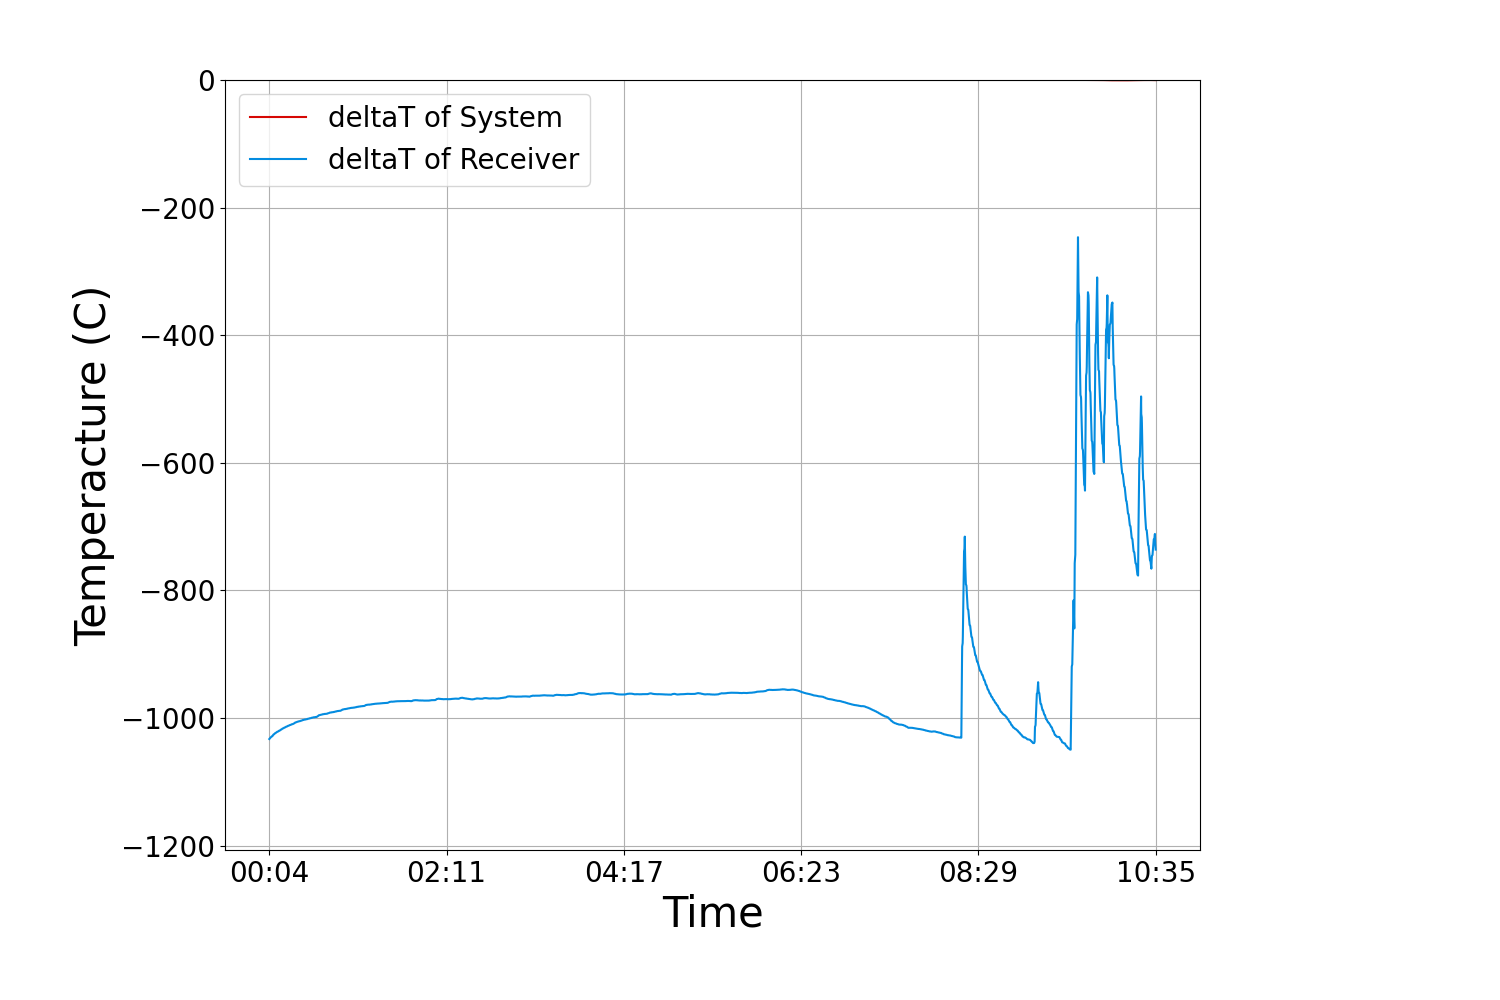 deltaT of System
deltaT of Receiver
0
−200
−400
−600
−800
−1000
−1200
Temperacture (C)
00:04 02:11 04:17 06:23 08:29 10:35
Time